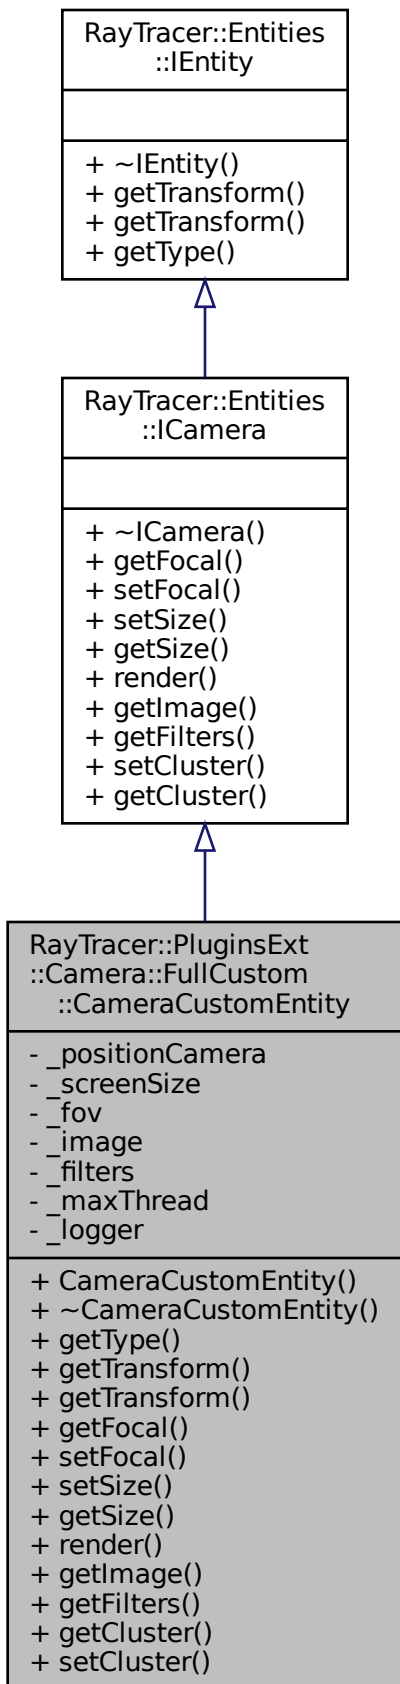 RayTracer::Entities
::IEntity
+ ~IEntity()
+ getTransform()
+ getTransform()
+ getType()
RayTracer::Entities
::ICamera
+ ~ICamera()
+ getFocal()
+ setFocal()
+ setSize()
+ getSize()
+ render()
+ getImage()
+ getFilters()
+ setCluster()
+ getCluster()
RayTracer::PluginsExt
::Camera::FullCustom
::CameraCustomEntity
- _positionCamera
- _screenSize
- _fov
- _image
- _filters
- _maxThread
- _logger
+ CameraCustomEntity()
+ ~CameraCustomEntity()
+ getType()
+ getTransform()
+ getTransform()
+ getFocal()
+ setFocal()
+ setSize()
+ getSize()
+ render()
+ getImage()
+ getFilters()
+ getCluster()
+ setCluster()